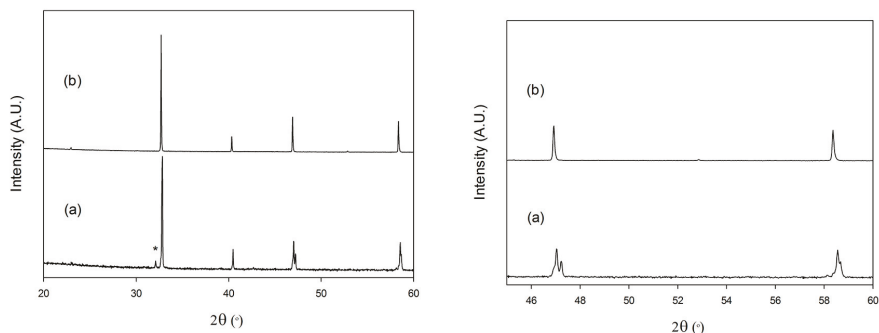 Intensity (A.U.)
(b)
(a)
*
20 30 40 50 60
2θ (°)
Intensity (A.U.)
(b)
(a)
46 48 50 52 54 56 58 60
2θ (°)